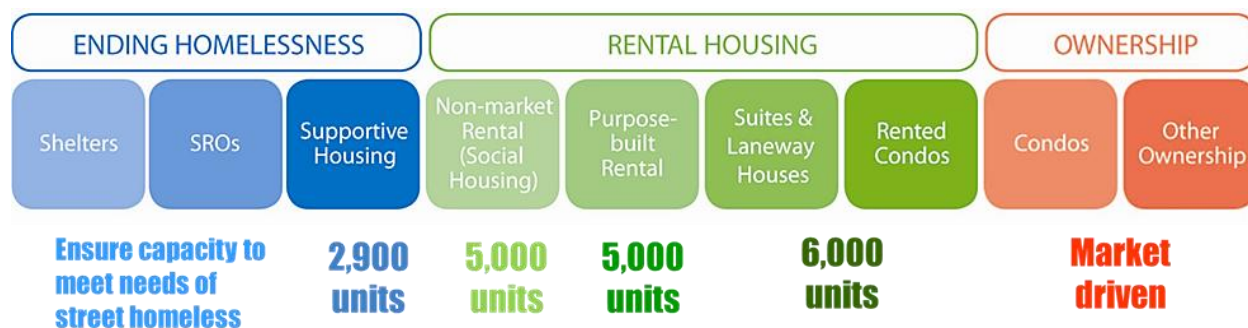 ENDING HOMELESSNESS
RENTAL HOUSING
OWNERSHIP
Shelters
SROs
Supportive
Housing
Non-market
Rental
(Social
Housing)
Purpose-
built
Rental
Suites &
Laneway
Houses
Rented
Condos
Condos
Other
Ownership
Ensure capacity to
meet needs of
street homeless
2,900
units
5,000
units
5,000
units
6,000
units
Market
driven